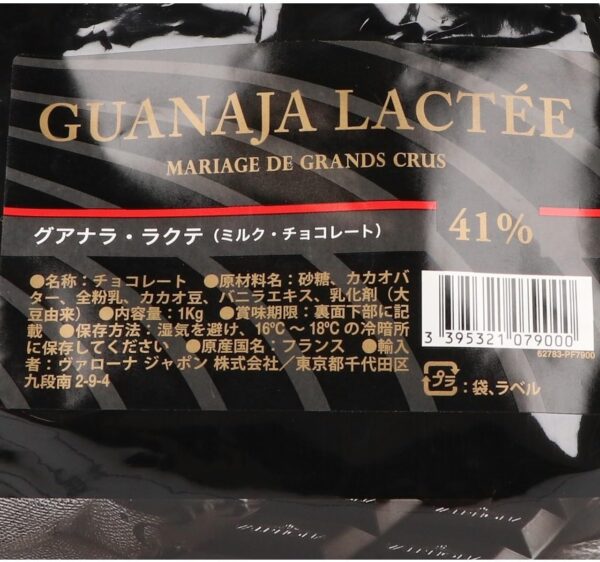 GUANAJA LACTÉE
MARIAGE DE GRANDS CRUS
グアナラ・ラクテ（ミルク・チョコレート）
41%
●名称：チョコレート ●原材料名：砂糖、カカオバ
ター、全粉乳、カカオ豆、バニラエキス、乳化剤（大
豆由来）●内容量：1Kg ●賞味期限：裏面下部に記
載 ●保存方法：湿気を避け、16℃～18℃の冷暗所
に保存してください ●原産国名：フランス ●輸入
者：ヴァローナ ジャポン 株式会社／東京都千代田区
九段南 2-9-4
3 395321 079000
62783-PF7900
プラ：袋、ラベル